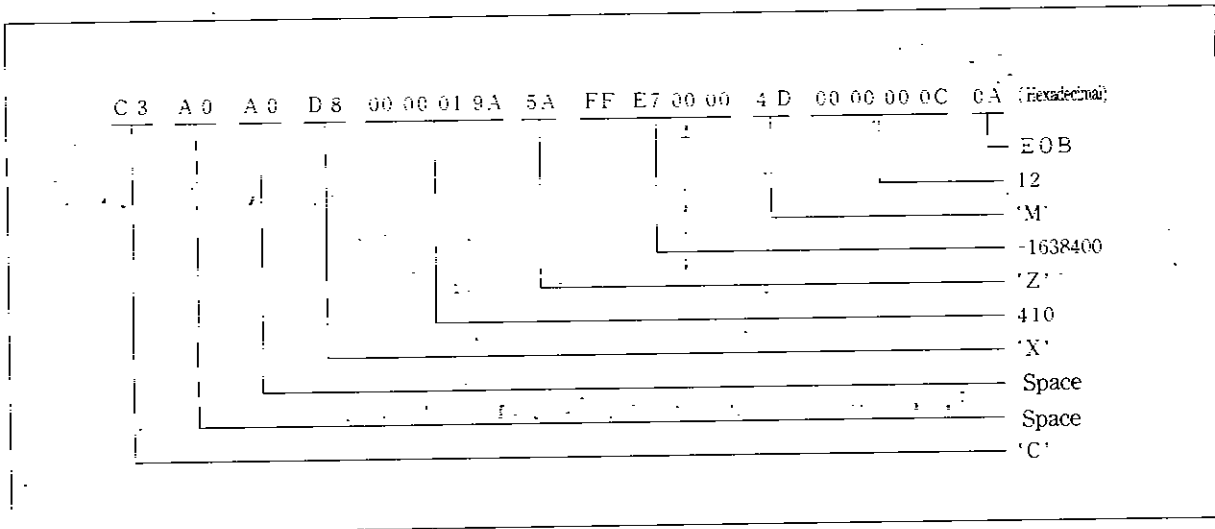 C3 A0 A0 D8 00 00 01 9A 5A FF E7 00 00 4D 00 00 00 0C 0A (Hexadecimal)
EOB
12
'M'
-1638400
'Z'
410
'X'
Space
Space
'C'